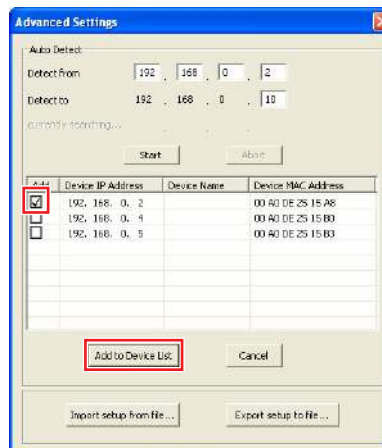 Advanced Settings
Auto Detect
Detect from 192 . 168 . 0 . 2
Detect to 192 . 168 . 0 . 10
currently searching...
Start Abort
Add Device IP Address Device Name Device MAC Address
192. 168. 0. 2 00 A0 DE 25 15 A8
192. 168. 0. 4 00 A0 DE 25 15 B0
192. 168. 0. 5 00 A0 DE 25 15 B3
Add to Device List Cancel
Import setup from file... Export setup to file...